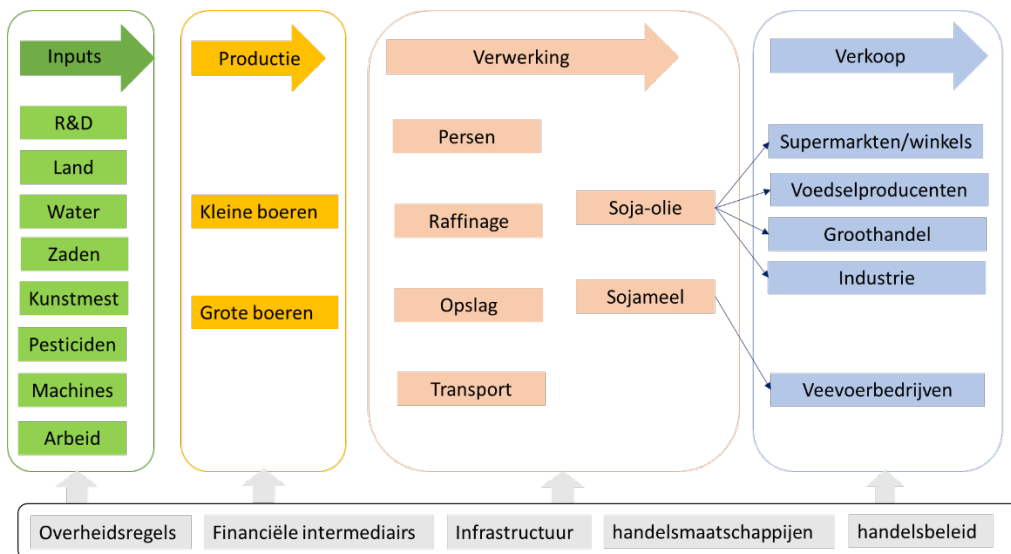 Inputs
R&D
Land
Water
Zaden
Kunstmest
Pesticiden
Machines
Arbeid
Productie
Kleine boeren
Grote boeren
Verwerking
Persen
Raffinage
Opslag
Transport
Soja-olie
Sojameel
Verkoop
Supermarkten/winkels
Voedselproducenten
Groothandel
Industrie
Veevoerbedrijven
Overheidsregels
Financiële intermediairs
Infrastructuur
handelsmaatschappijen
handelsbeleid